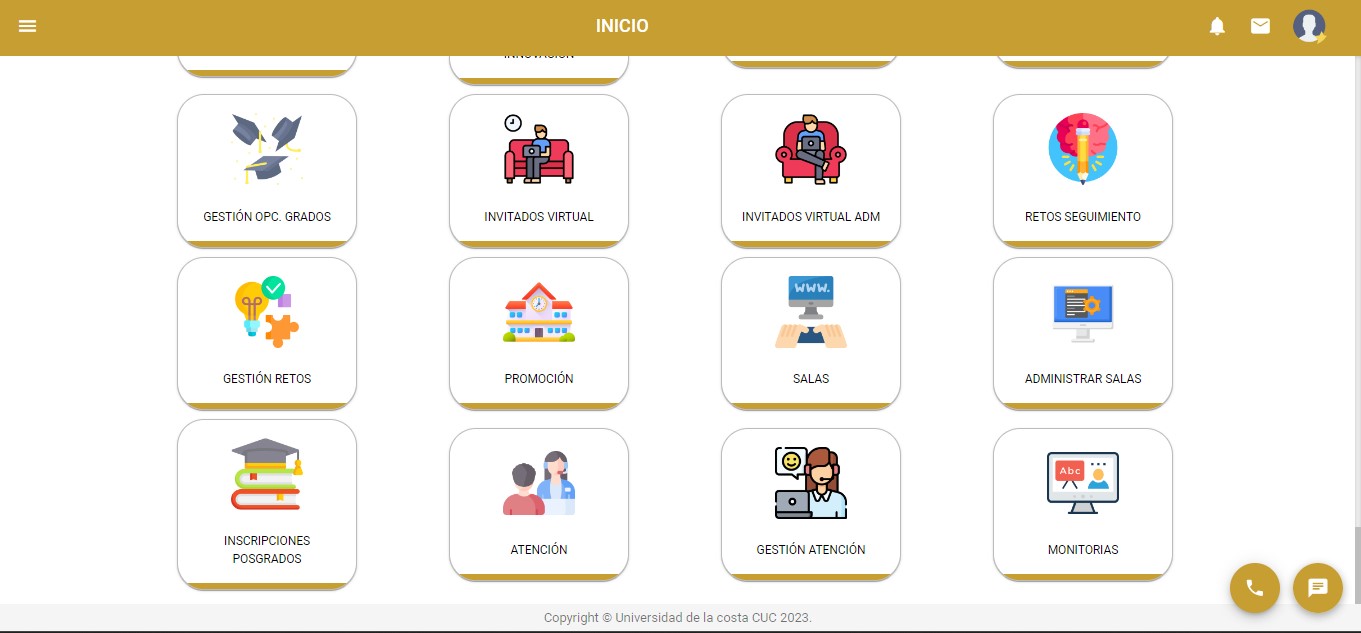 INICIO
INNOVACIÓN
GESTIÓN OPC. GRADOS
INVITADOS VIRTUAL
INVITADOS VIRTUAL ADM
RETOS SEGUIMIENTO
WWW.
GESTIÓN RETOS
PROMOCIÓN
SALAS
ADMINISTRAR SALAS
Abc
INSCRIPCIONES
POSGRADOS
ATENCIÓN
GESTIÓN ATENCIÓN
MONITORIAS
Copyright © Universidad de la costa CUC 2023.